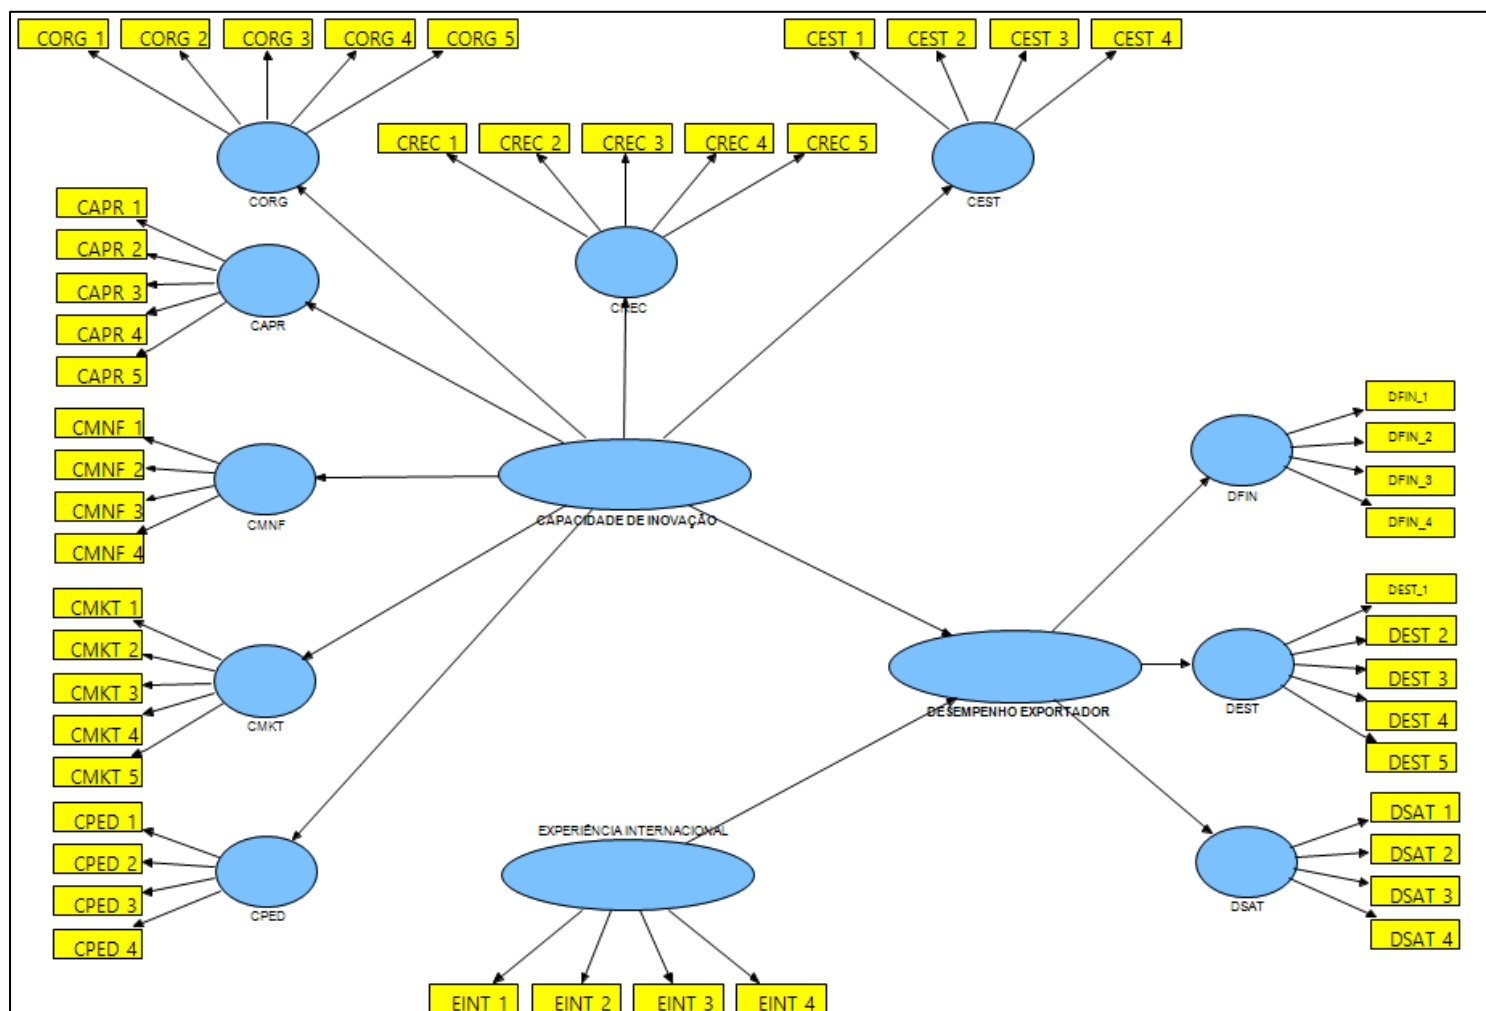 CORG 1
CORG 2
CORG 3
CORG 4
CORG 5
CEST 1
CEST 2
CEST 3
CEST 4
CREC 1
CREC 2
CREC 3
CREC 4
CREC 5
CORG
CEST
CREC
CAPR 1
CAPR 2
CAPR 3
CAPR 4
CAPR 5
CAPR
CMNF 1
CMNF 2
CMNF 3
CMNF 4
CMNF
CAPACIDADE DE INOVAÇÃO
DFIN_1
DFIN_2
DFIN_3
DFIN_4
DFIN
CMKT 1
CMKT 2
CMKT 3
CMKT 4
CMKT 5
CMKT
DESEMPENHO EXPORTADOR
DEST_1
DEST 2
DEST 3
DEST 4
DEST 5
DEST
CPED 1
CPED 2
CPED 3
CPED 4
CPED
EXPERIÊNCIA INTERNACIONAL
DSAT 1
DSAT 2
DSAT 3
DSAT 4
DSAT
EINT 1
EINT 2
EINT 3
EINT 4